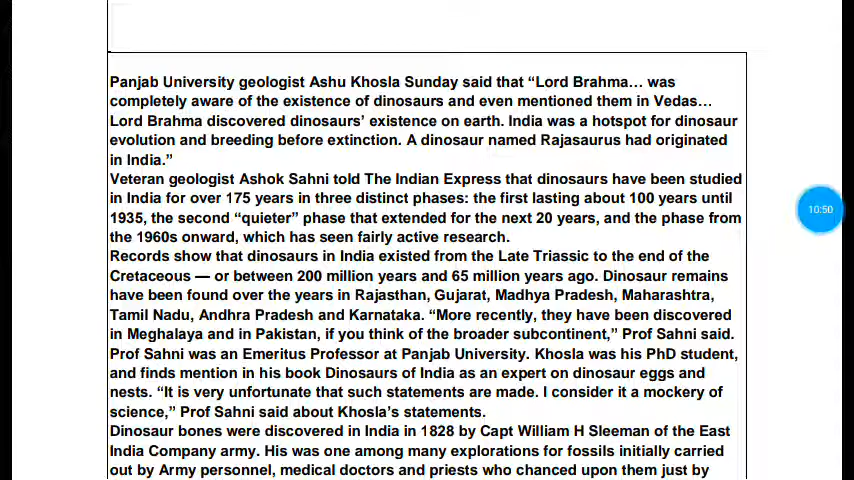 Panjab University geologist Ashu Khosla Sunday said that “Lord Brahma… was
completely aware of the existence of dinosaurs and even mentioned them in Vedas…
Lord Brahma discovered dinosaurs’ existence on earth. India was a hotspot for dinosaur
evolution and breeding before extinction. A dinosaur named Rajasaurus had originated
in India.”
Veteran geologist Ashok Sahni told The Indian Express that dinosaurs have been studied
in India for over 175 years in three distinct phases: the first lasting about 100 years until
1935, the second “quieter” phase that extended for the next 20 years, and the phase from
the 1960s onward, which has seen fairly active research.
Records show that dinosaurs in India existed from the Late Triassic to the end of the
Cretaceous — or between 200 million years and 65 million years ago. Dinosaur remains
have been found over the years in Rajasthan, Gujarat, Madhya Pradesh, Maharashtra,
Tamil Nadu, Andhra Pradesh and Karnataka. “More recently, they have been discovered
in Meghalaya and in Pakistan, if you think of the broader subcontinent,” Prof Sahni said.
Prof Sahni was an Emeritus Professor at Panjab University. Khosla was his PhD student,
and finds mention in his book Dinosaurs of India as an expert on dinosaur eggs and
nests. “It is very unfortunate that such statements are made. I consider it a mockery of
science,” Prof Sahni said about Khosla’s statements.
Dinosaur bones were discovered in India in 1828 by Capt William H Sleeman of the East
India Company army. His was one among many explorations for fossils initially carried
out by Army personnel, medical doctors and priests who chanced upon them just by
10:50